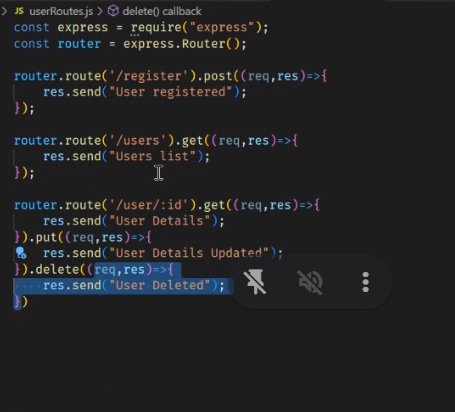 > JS userRoutes.js > delete() callback
const express = require("express");
const router = express.Router();
router.route('/register').post((req,res)=>{
    res.send("User registered");
});
router.route('/users').get((req,res)=>{
    res.send("Users list");
});
router.route('/user/:id').get((req,res)=>{
    res.send("User Details");
}).put((req,res)=>{
    res.send("User Details Updated");
}).delete((req,res)=>{
    res.send("User Deleted");
})